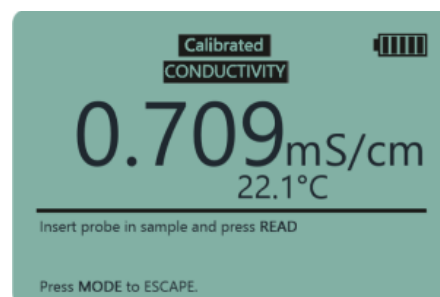 Calibrated
CONDUCTIVITY
0.709mS/cm
22.1°C
Insert probe in sample and press READ
Press MODE to ESCAPE.